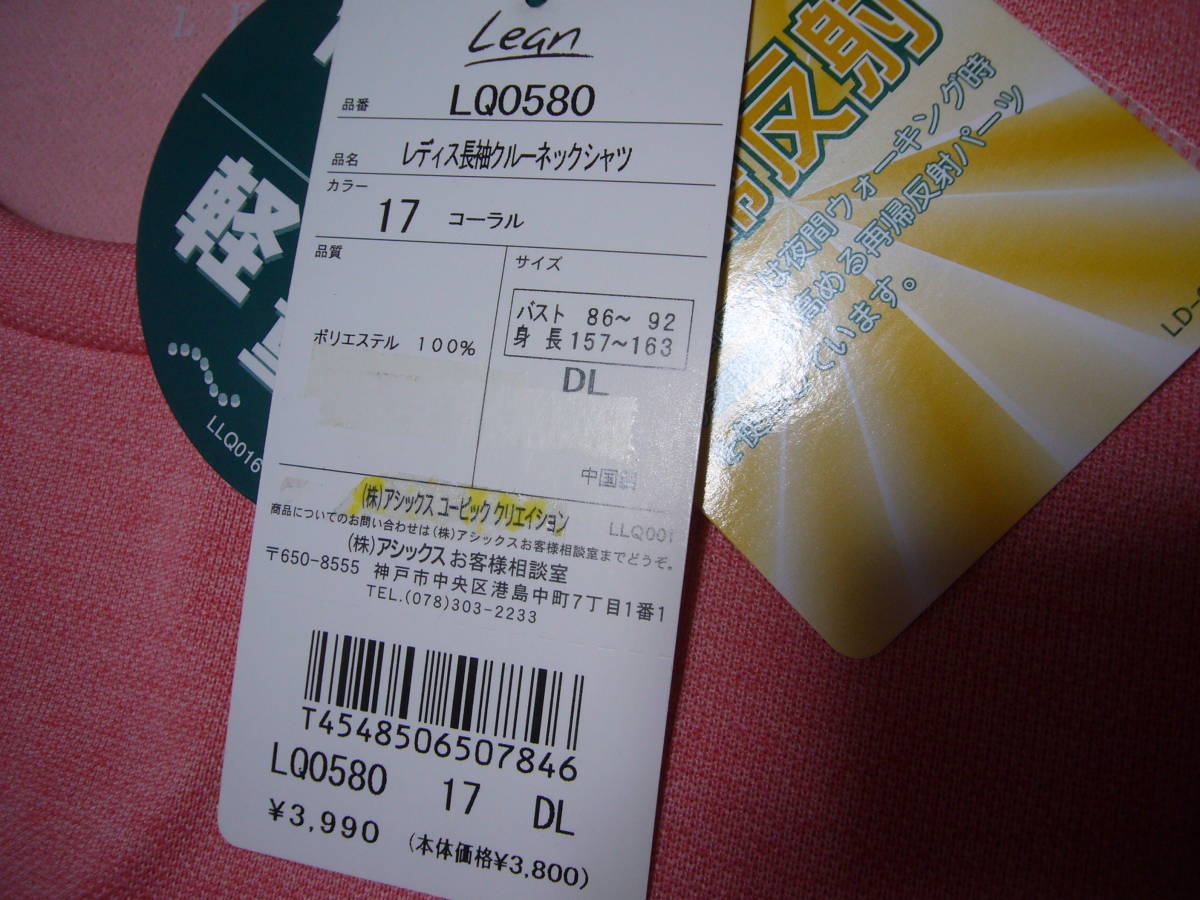 Lean
品番 LQ0580
品名 レディス長袖クルーネックシャツ
カラー
17 コーラル
品質
ポリエステル 100%
サイズ
バスト 86～ 92
身長 157～163
DL
中国製
(株)アシックス ユービック クリエイション
LLQ001
商品についてのお問い合わせは(株)アシックスお客様相談室までどうぞ。
(株)アシックスお客様相談室
〒650-8555 神戸市中央区港島中町7丁目1番1
TEL.(078)303-2233
T4548506507846
LQ0580 17 DL
¥3,990 (本体価格¥3,800)
軽
LLQ016
反射
は夜間ウォーキング時
高める再帰反射パーツ
使用しています。
LD-